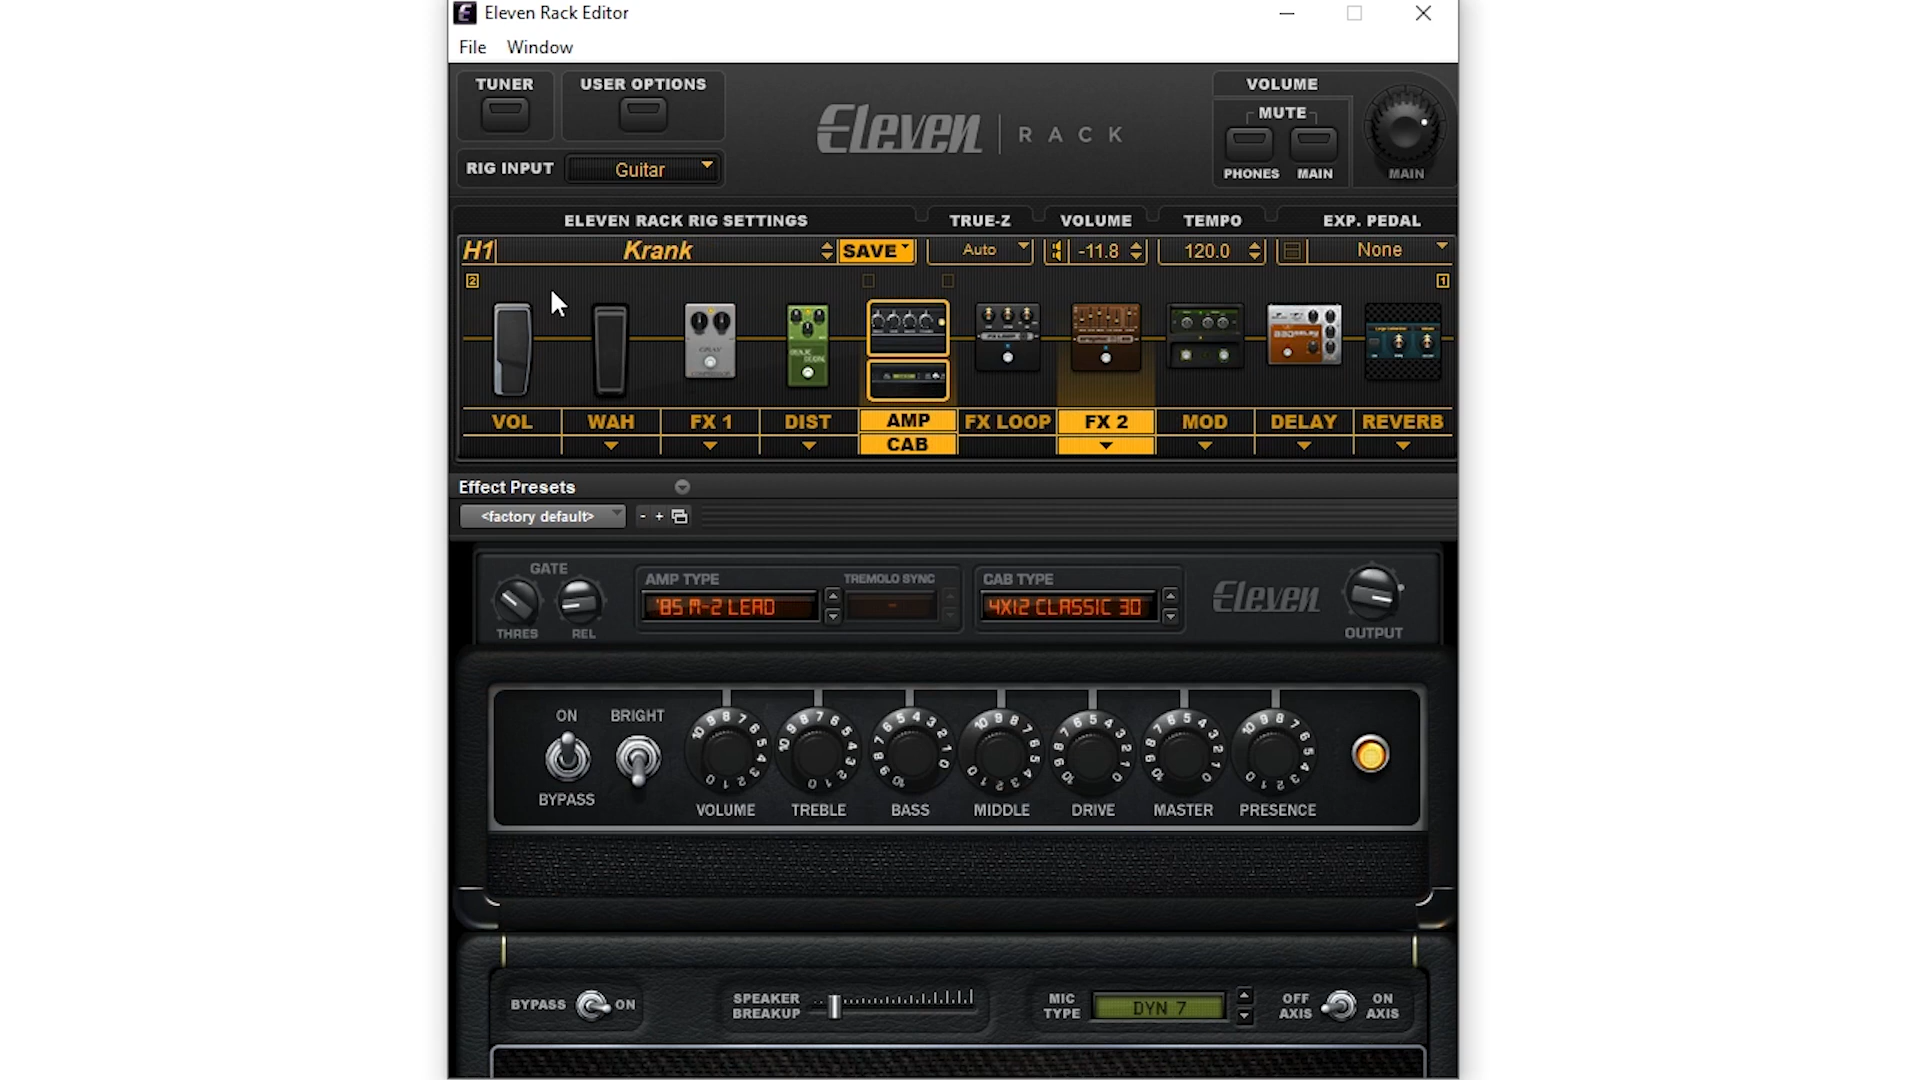 Eleven Rack Editor
File Window
TUNER USER OPTIONS
VOLUME
MUTE
PHONES MAIN MAIN
Eleven | RACK
RIG INPUT Guitar
ELEVEN RACK RIG SETTINGS TRUE-Z VOLUME TEMPO EXP. PEDAL
H1 Krank SAVE Auto -11.8 120.0 None
2 1
VOL WAH FX 1 DIST AMP FX LOOP FX 2 MOD DELAY REVERB
CAB
Effect Presets
<factory default> - +
GATE
THRES REL
AMP TYPE TREMOLO SYNC CAB TYPE
'85 M-2 LEAD - 4X12 CLASSIC 30
Eleven
OUTPUT
ON BRIGHT
BYPASS
VOLUME TREBLE BASS MIDDLE DRIVE MASTER PRESENCE
BYPASS ON
SPEAKER BREAKUP
MIC TYPE DYN 7
OFF AXIS ON AXIS